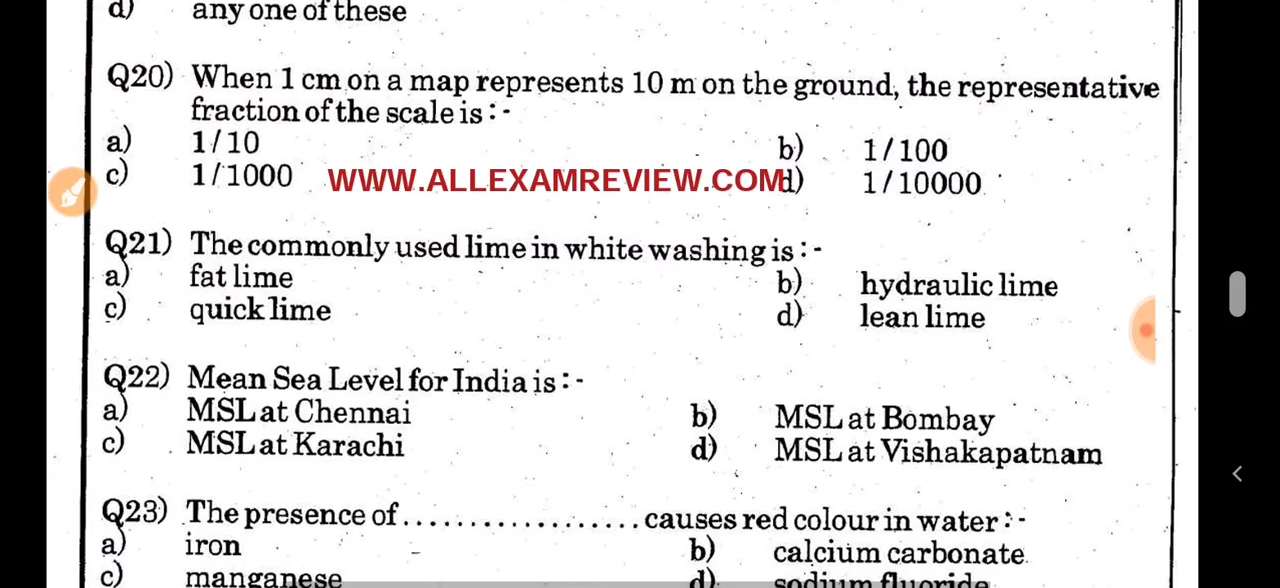 d) any one of these
Q20) When 1 cm on a map represents 10 m on the ground, the representative
fraction of the scale is :-
a) 1/10 b) 1/100
c) 1/1000 WWW.ALLEXAMREVIEW.COM d) 1/10000
Q21) The commonly used lime in white washing is :-
a) fat lime b) hydraulic lime
c) quick lime d) lean lime
Q22) Mean Sea Level for India is :-
a) MSL at Chennai b) MSL at Bombay
c) MSL at Karachi d) MSL at Vishakapatnam
Q23) The presence of .................. causes red colour in water :-
a) iron b) calcium carbonate
c) manganese d) sodium fluoride